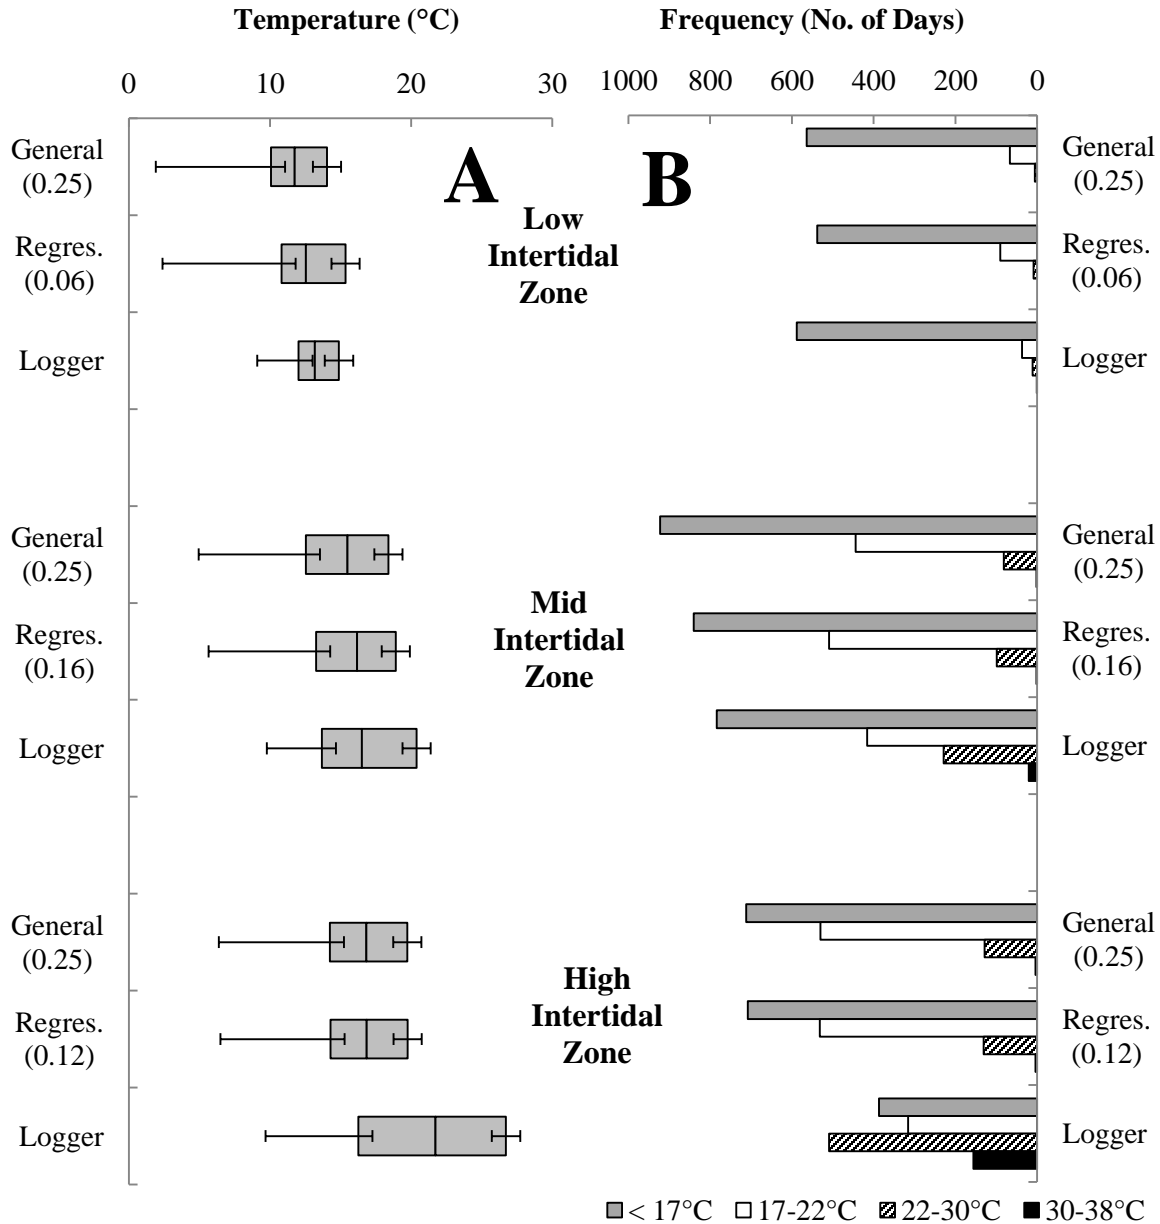 Temperature (°C)
Frequency (No. of Days)
0 10 20 30
1000 800 600 400 200 0
A
B
General
(0.25)
Regres.
(0.06)
Logger
Low
Intertidal
Zone
General
(0.25)
Regres.
(0.06)
Logger
General
(0.25)
Regres.
(0.16)
Logger
Mid
Intertidal
Zone
General
(0.25)
Regres.
(0.16)
Logger
General
(0.25)
Regres.
(0.12)
Logger
High
Intertidal
Zone
General
(0.25)
Regres.
(0.12)
Logger
< 17°C 17-22°C 22-30°C 30-38°C